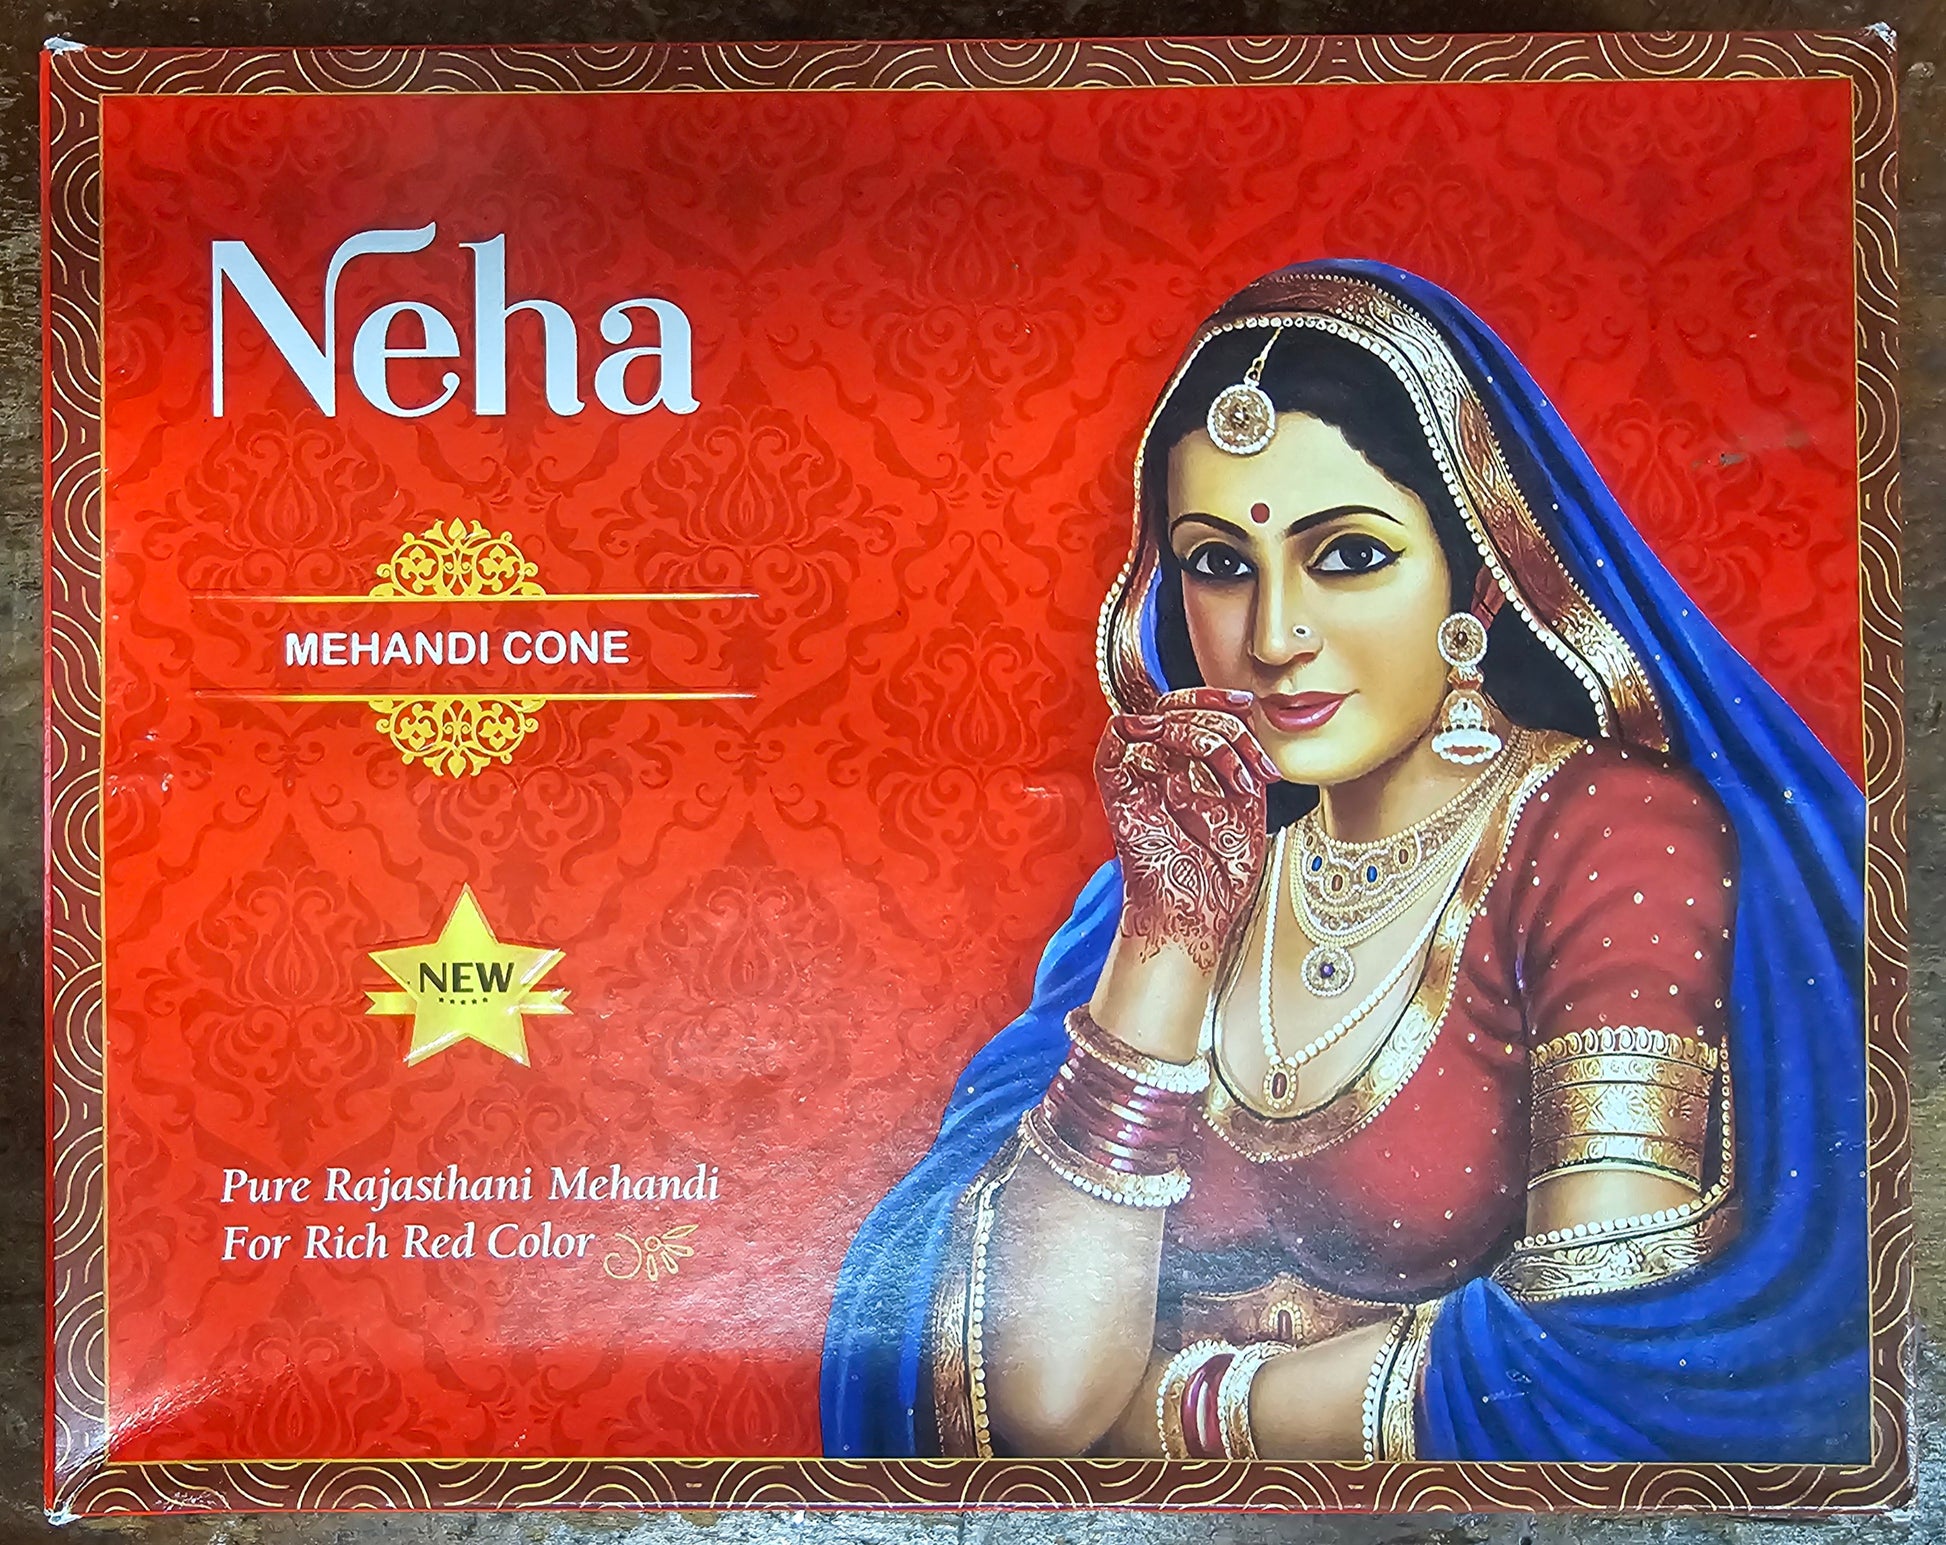 Neha
MEHANDI CONE
NEW
Pure Rajasthani Mehandi
For Rich Red Color